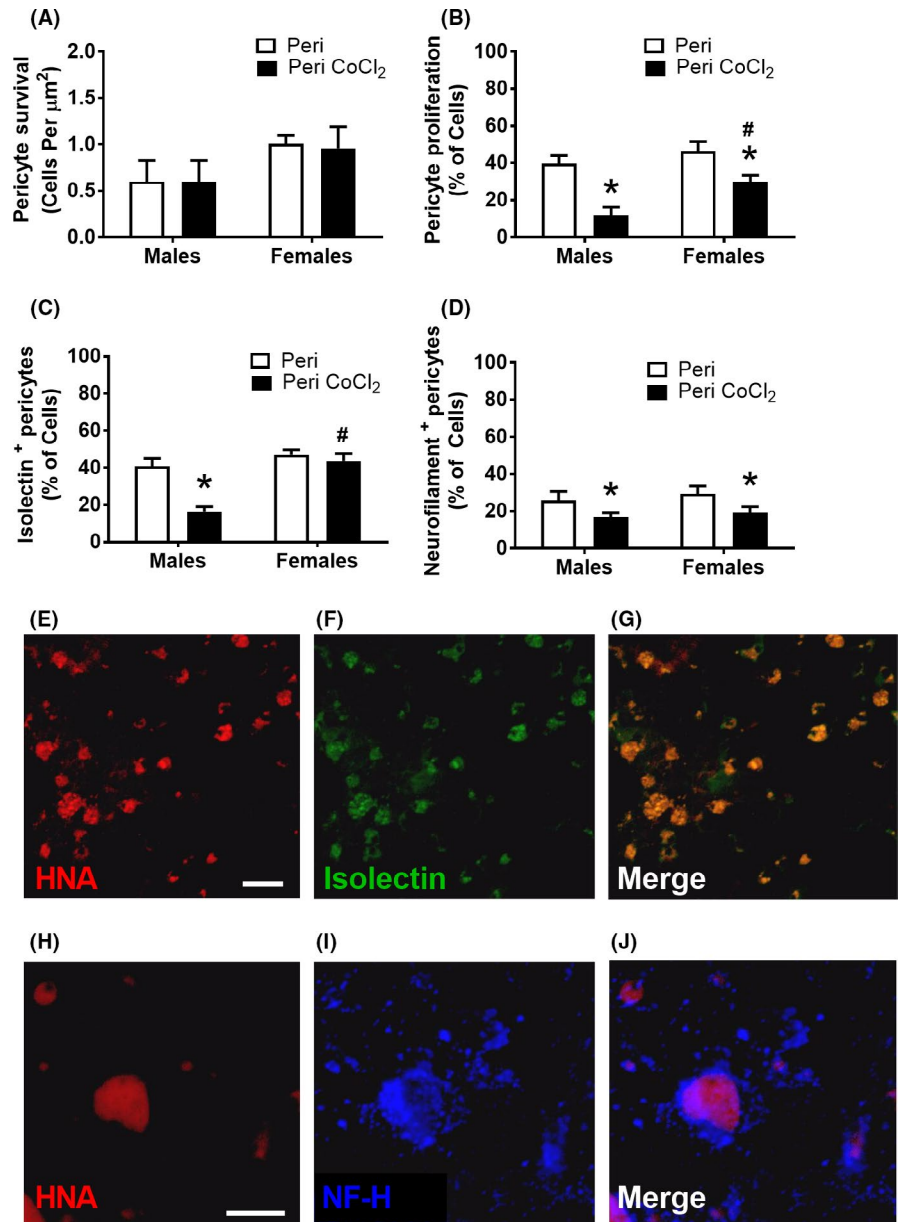 (A)
Pericyte survival
(Cells Per μm²)
2.0
1.5
1.0
0.5
0.0
Peri
Peri CoCl₂
Males
Females
(B)
Pericyte proliferation
(% of Cells)
100
80
60
40
20
0
Peri
Peri CoCl₂
*
#
*
Males
Females
(C)
Isolectin ⁺ pericytes
(% of Cells)
100
80
60
40
20
0
Peri
Peri CoCl₂
*
#
Males
Females
(D)
Neurofilament ⁺ pericytes
(% of Cells)
100
80
60
40
20
0
Peri
Peri CoCl₂
*
*
Males
Females
(E)
HNA
(F)
Isolectin
(G)
Merge
(H)
HNA
(I)
NF-H
(J)
Merge